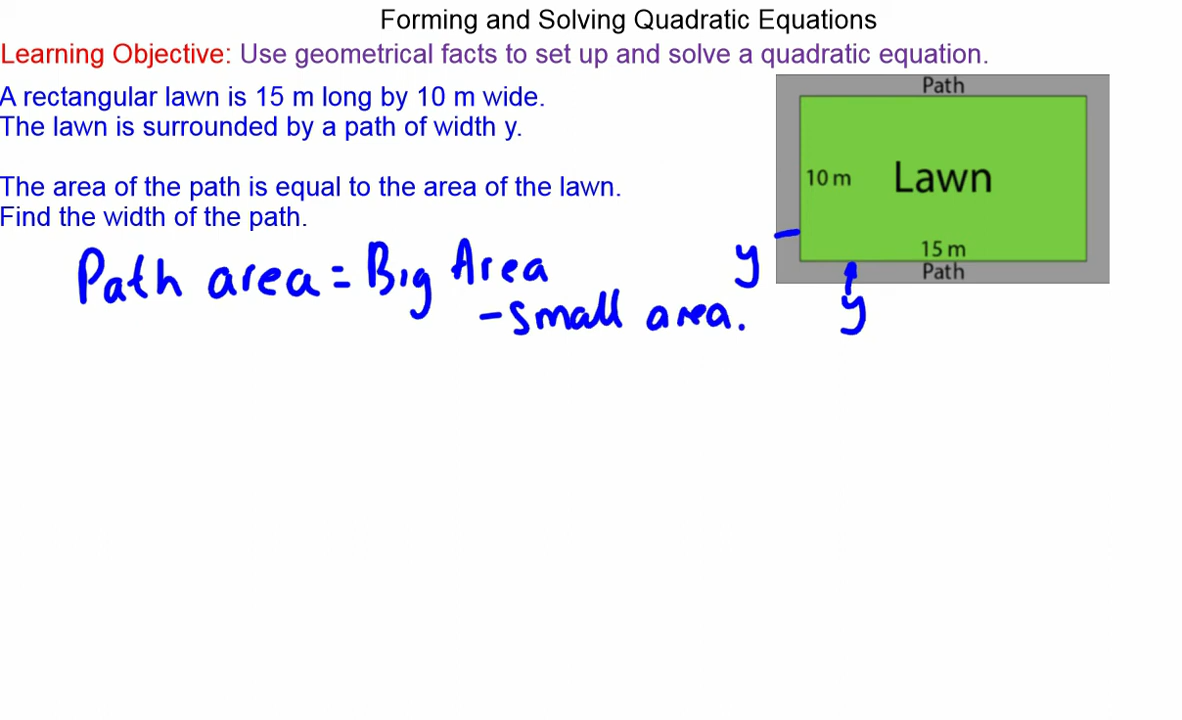 Forming and Solving Quadratic Equations
Learning Objective: Use geometrical facts to set up and solve a quadratic equation.
A rectangular lawn is 15 m long by 10 m wide.
The lawn is surrounded by a path of width y.
The area of the path is equal to the area of the lawn.
Find the width of the path.
Path
10 m
Lawn
15 m
Path
y
y
Path area = Big Area
- small area.